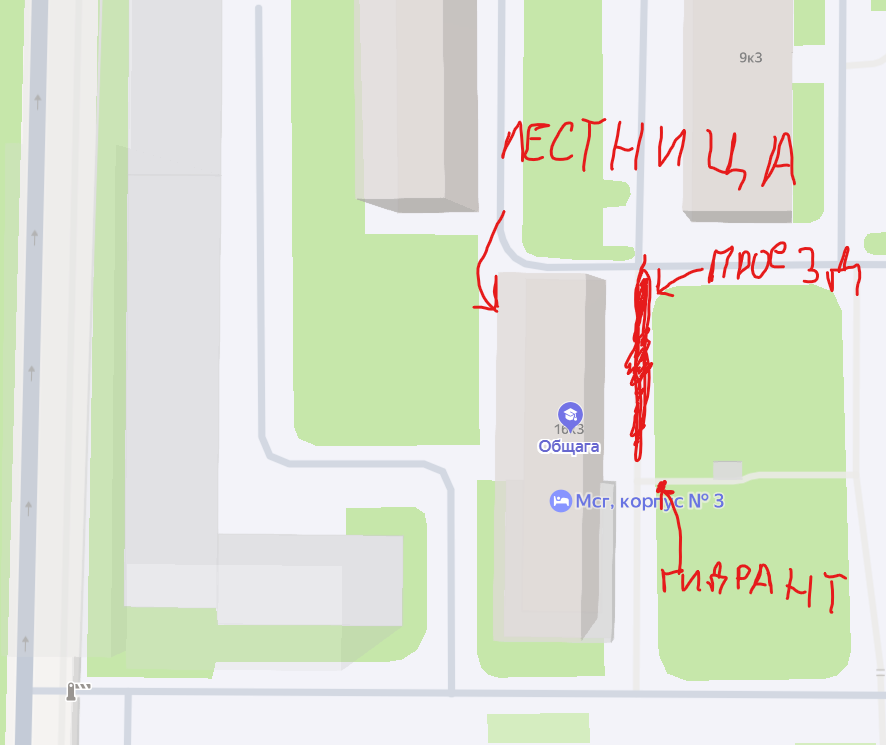 9к3
ЛЕСТНИЦА
ПРОЕЗД
16к3
Общага
Мсг, корпус № 3
ГИДРАНТ